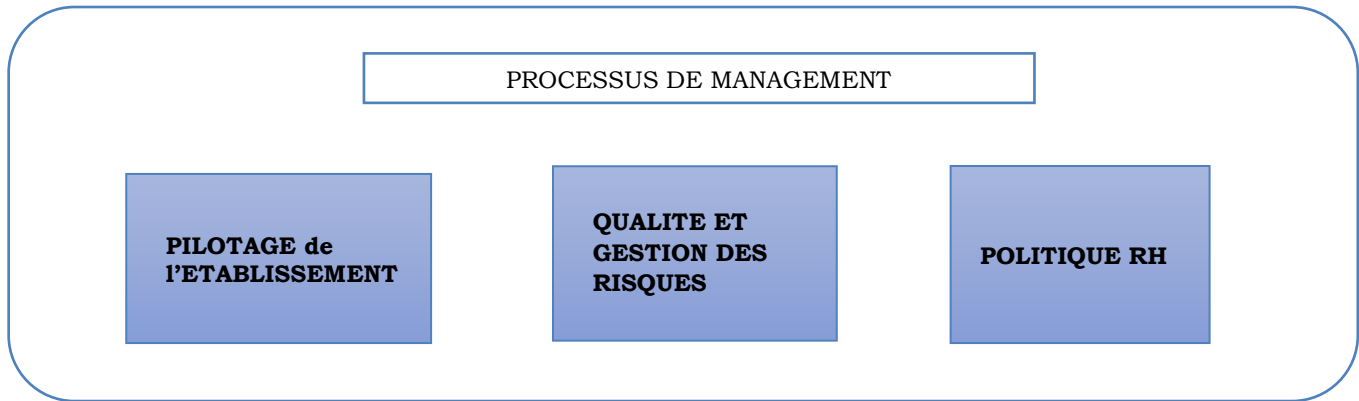 PROCESSUS DE MANAGEMENT
PILOTAGE de
l’ETABLISSEMENT
QUALITE ET
GESTION DES
RISQUES
POLITIQUE RH